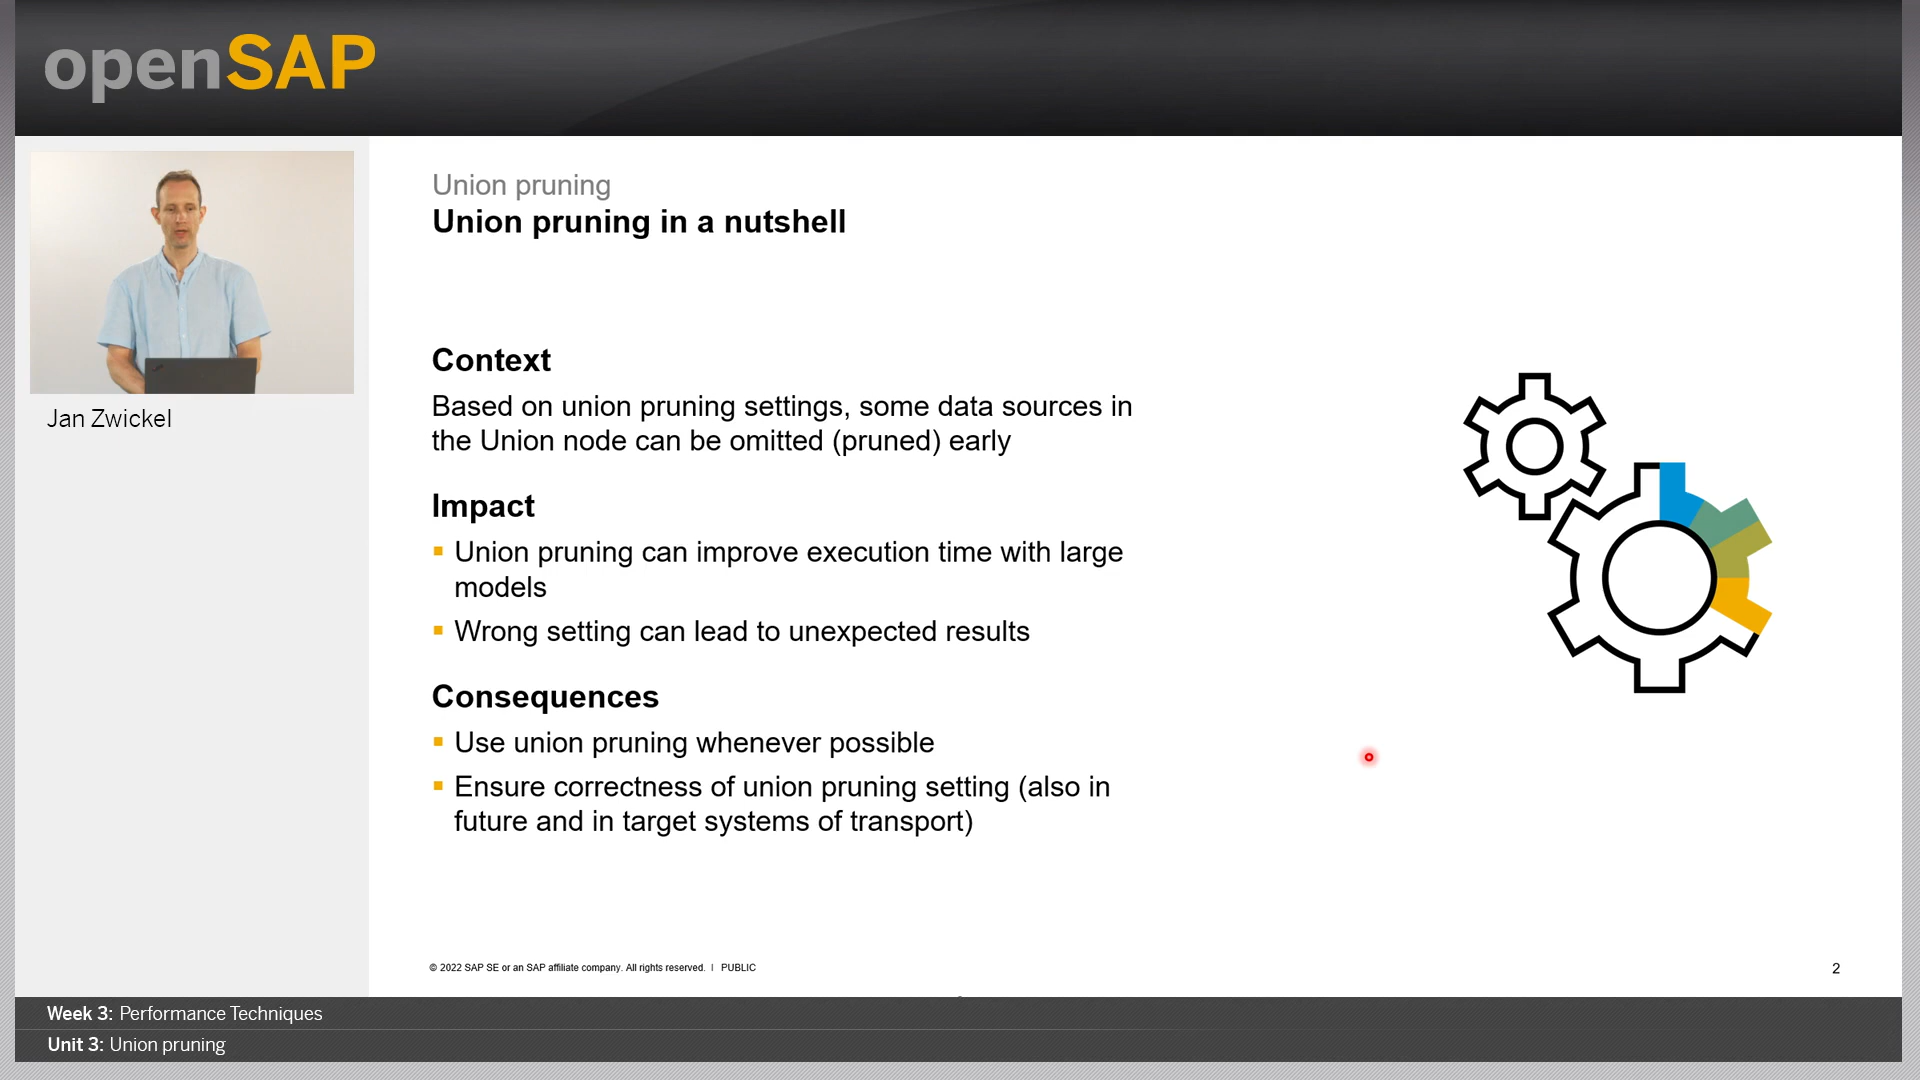 openSAP
Jan Zwickel
Union pruning
Union pruning in a nutshell
Context
Based on union pruning settings, some data sources in
the Union node can be omitted (pruned) early
Impact
▪ Union pruning can improve execution time with large
models
▪ Wrong setting can lead to unexpected results
Consequences
▪ Use union pruning whenever possible
▪ Ensure correctness of union pruning setting (also in
future and in target systems of transport)
© 2022 SAP SE or an SAP affiliate company. All rights reserved. | PUBLIC
2
Week 3: Performance Techniques
Unit 3: Union pruning